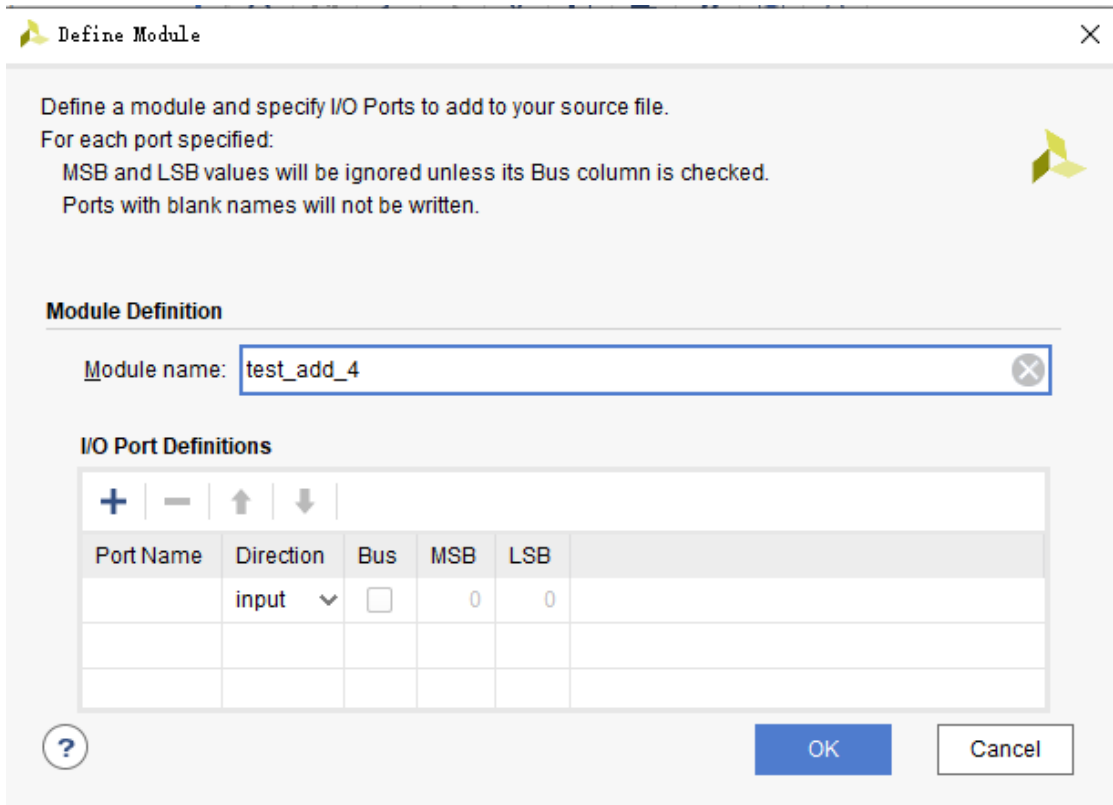 Define Module
Define a module and specify I/O Ports to add to your source file.
For each port specified:
MSB and LSB values will be ignored unless its Bus column is checked.
Ports with blank names will not be written.
Module Definition
Module name: test_add_4
I/O Port Definitions
Port Name Direction Bus MSB LSB
input 0 0
? OK Cancel